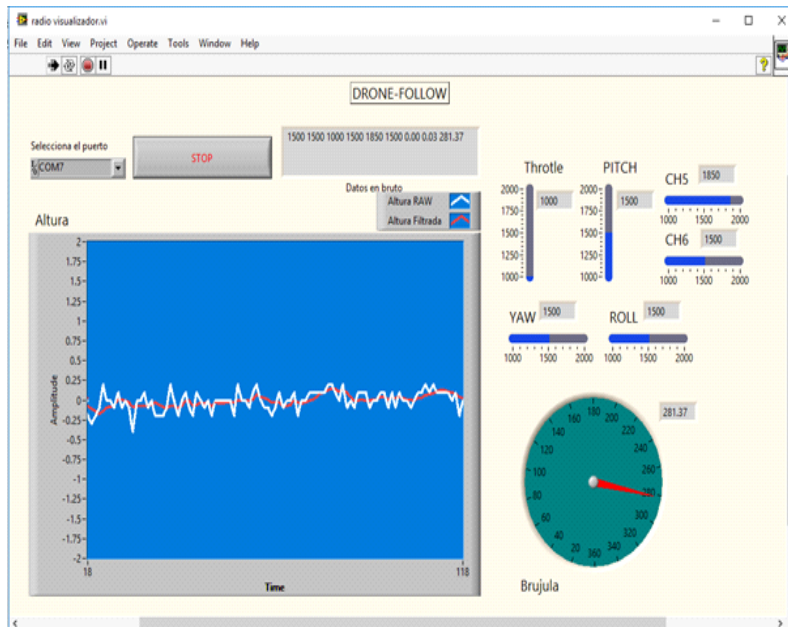 radio visualizador.vi
File Edit View Project Operate Tools Window Help
DRONE-FOLLOW
Selecciona el puerto
COM7
STOP
1500 1500 1000 1500 1850 1500 0.00 0.03 281.37
Datos en bruto
Altura RAW
Altura Filtrada
Altura
2
1.75
1.5
1.25
1
0.75
0.5
0.25
0
-0.25
-0.5
-0.75
-1
-1.25
-1.5
-1.75
-2
Amplitude
18
118
Time
Throtle
2000
1750
1500
1250
1000
1000
PITCH
2000
1750
1500
1250
1000
1500
CH5
1850
1000 1500 2000
CH6
1500
1000 1500 2000
YAW
1500
1000 1500 2000
ROLL
1500
1000 1500 2000
281.37
20
40
60
80
100
120
140
160
180
200
220
240
260
280
300
320
340
360
Brujula